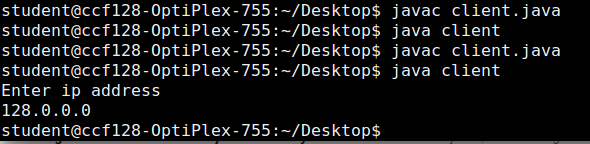 student@ccf128-OptiPlex-755:~/Desktop$ javac client.java
student@ccf128-OptiPlex-755:~/Desktop$ java client
student@ccf128-OptiPlex-755:~/Desktop$ javac client.java
student@ccf128-OptiPlex-755:~/Desktop$ java client
Enter ip address
128.0.0.0
student@ccf128-OptiPlex-755:~/Desktop$